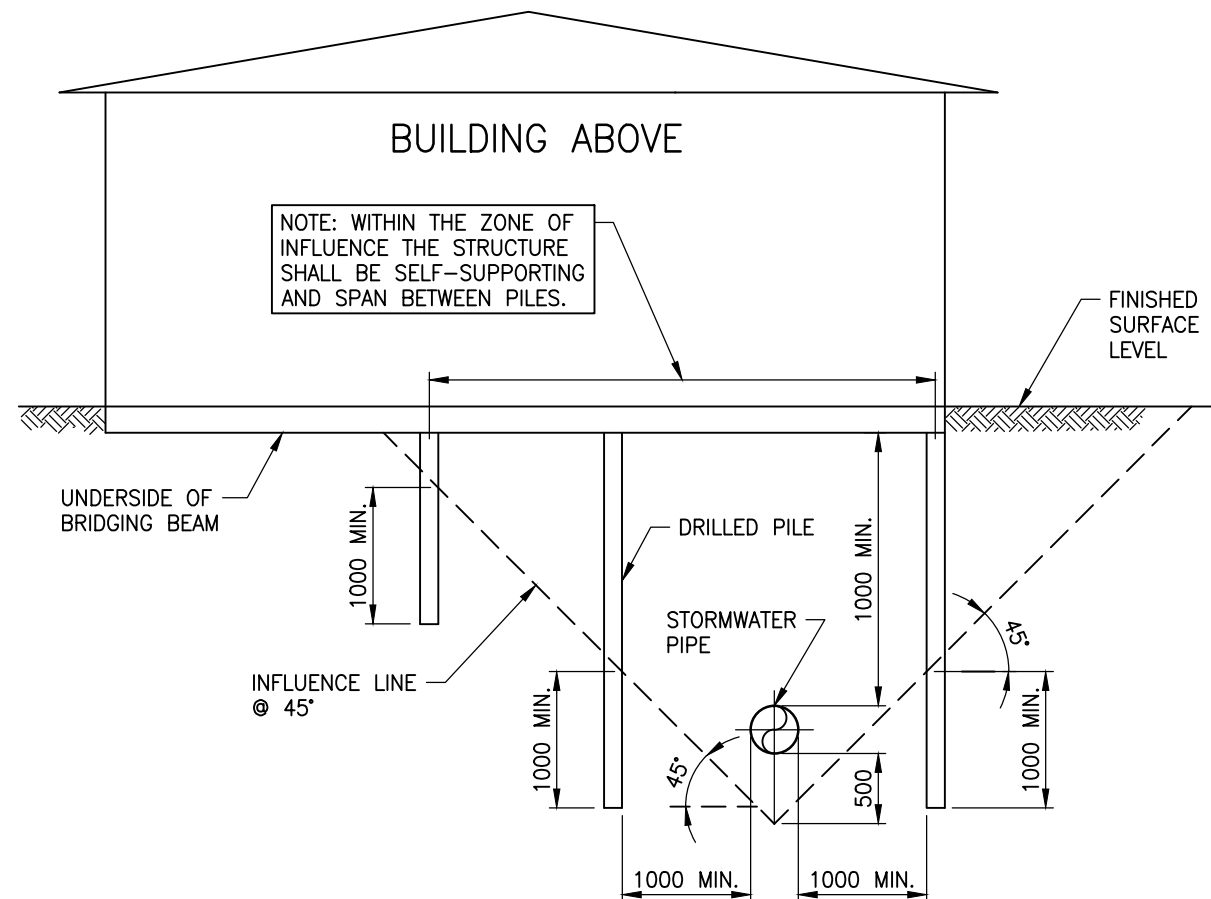 BUILDING ABOVE
NOTE: WITHIN THE ZONE OF
INFLUENCE THE STRUCTURE
SHALL BE SELF-SUPPORTING
AND SPAN BETWEEN PILES.
FINISHED
SURFACE
LEVEL
UNDERSIDE OF
BRIDGING BEAM
1000 MIN.
DRILLED PILE
1000 MIN.
STORMWATER
PIPE
45°
INFLUENCE LINE
@ 45°
1000 MIN.
45°
500
1000 MIN.
1000 MIN.
1000 MIN.